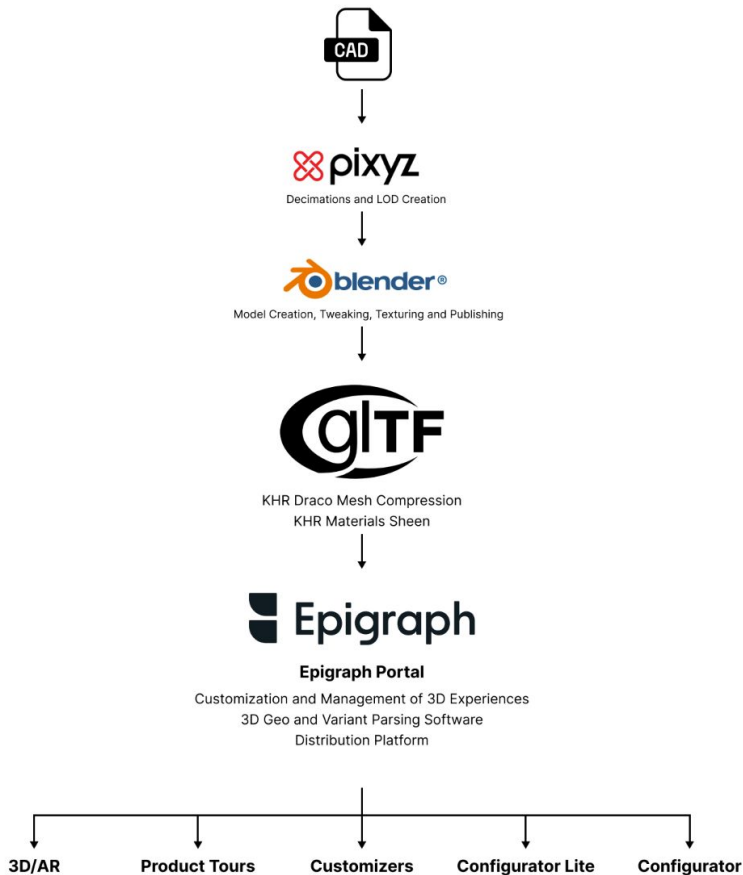 CAD
pixyz
Decimations and LOD Creation
blender®
Model Creation, Tweaking, Texturing and Publishing
glTF
KHR Draco Mesh Compression
KHR Materials Sheen
Epigraph
Epigraph Portal
Customization and Management of 3D Experiences
3D Geo and Variant Parsing Software
Distribution Platform
3D/AR Product Tours Customizers Configurator Lite Configurator